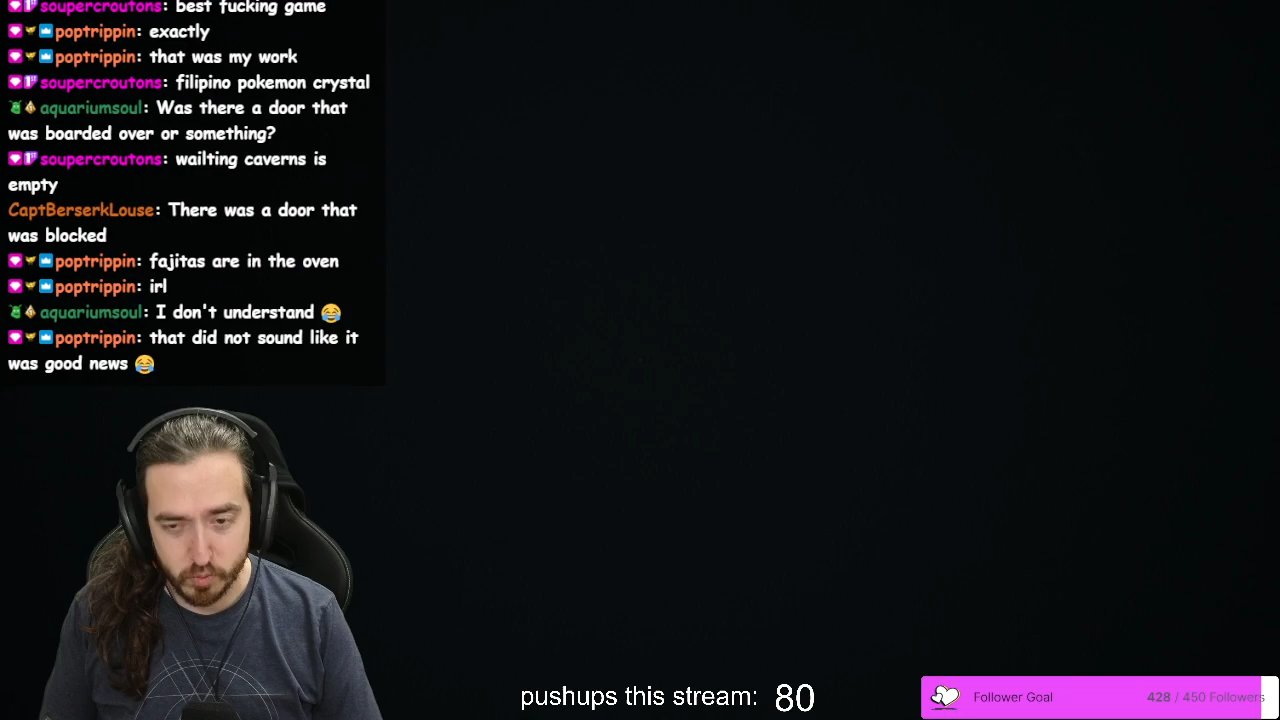 soupercroutons: best fucking game
poptrippin: exactly
poptrippin: that was my work
soupercroutons: filipino pokemon crystal
aquariumsoul: Was there a door that
was boarded over or something?
soupercroutons: wailting caverns is
empty
CaptBerserkLouse: There was a door that
was blocked
poptrippin: fajitas are in the oven
poptrippin: irl
aquariumsoul: I don't understand 😂
poptrippin: that did not sound like it
was good news 😂
pushups this stream: 80
Follower Goal 428 / 450 Followers